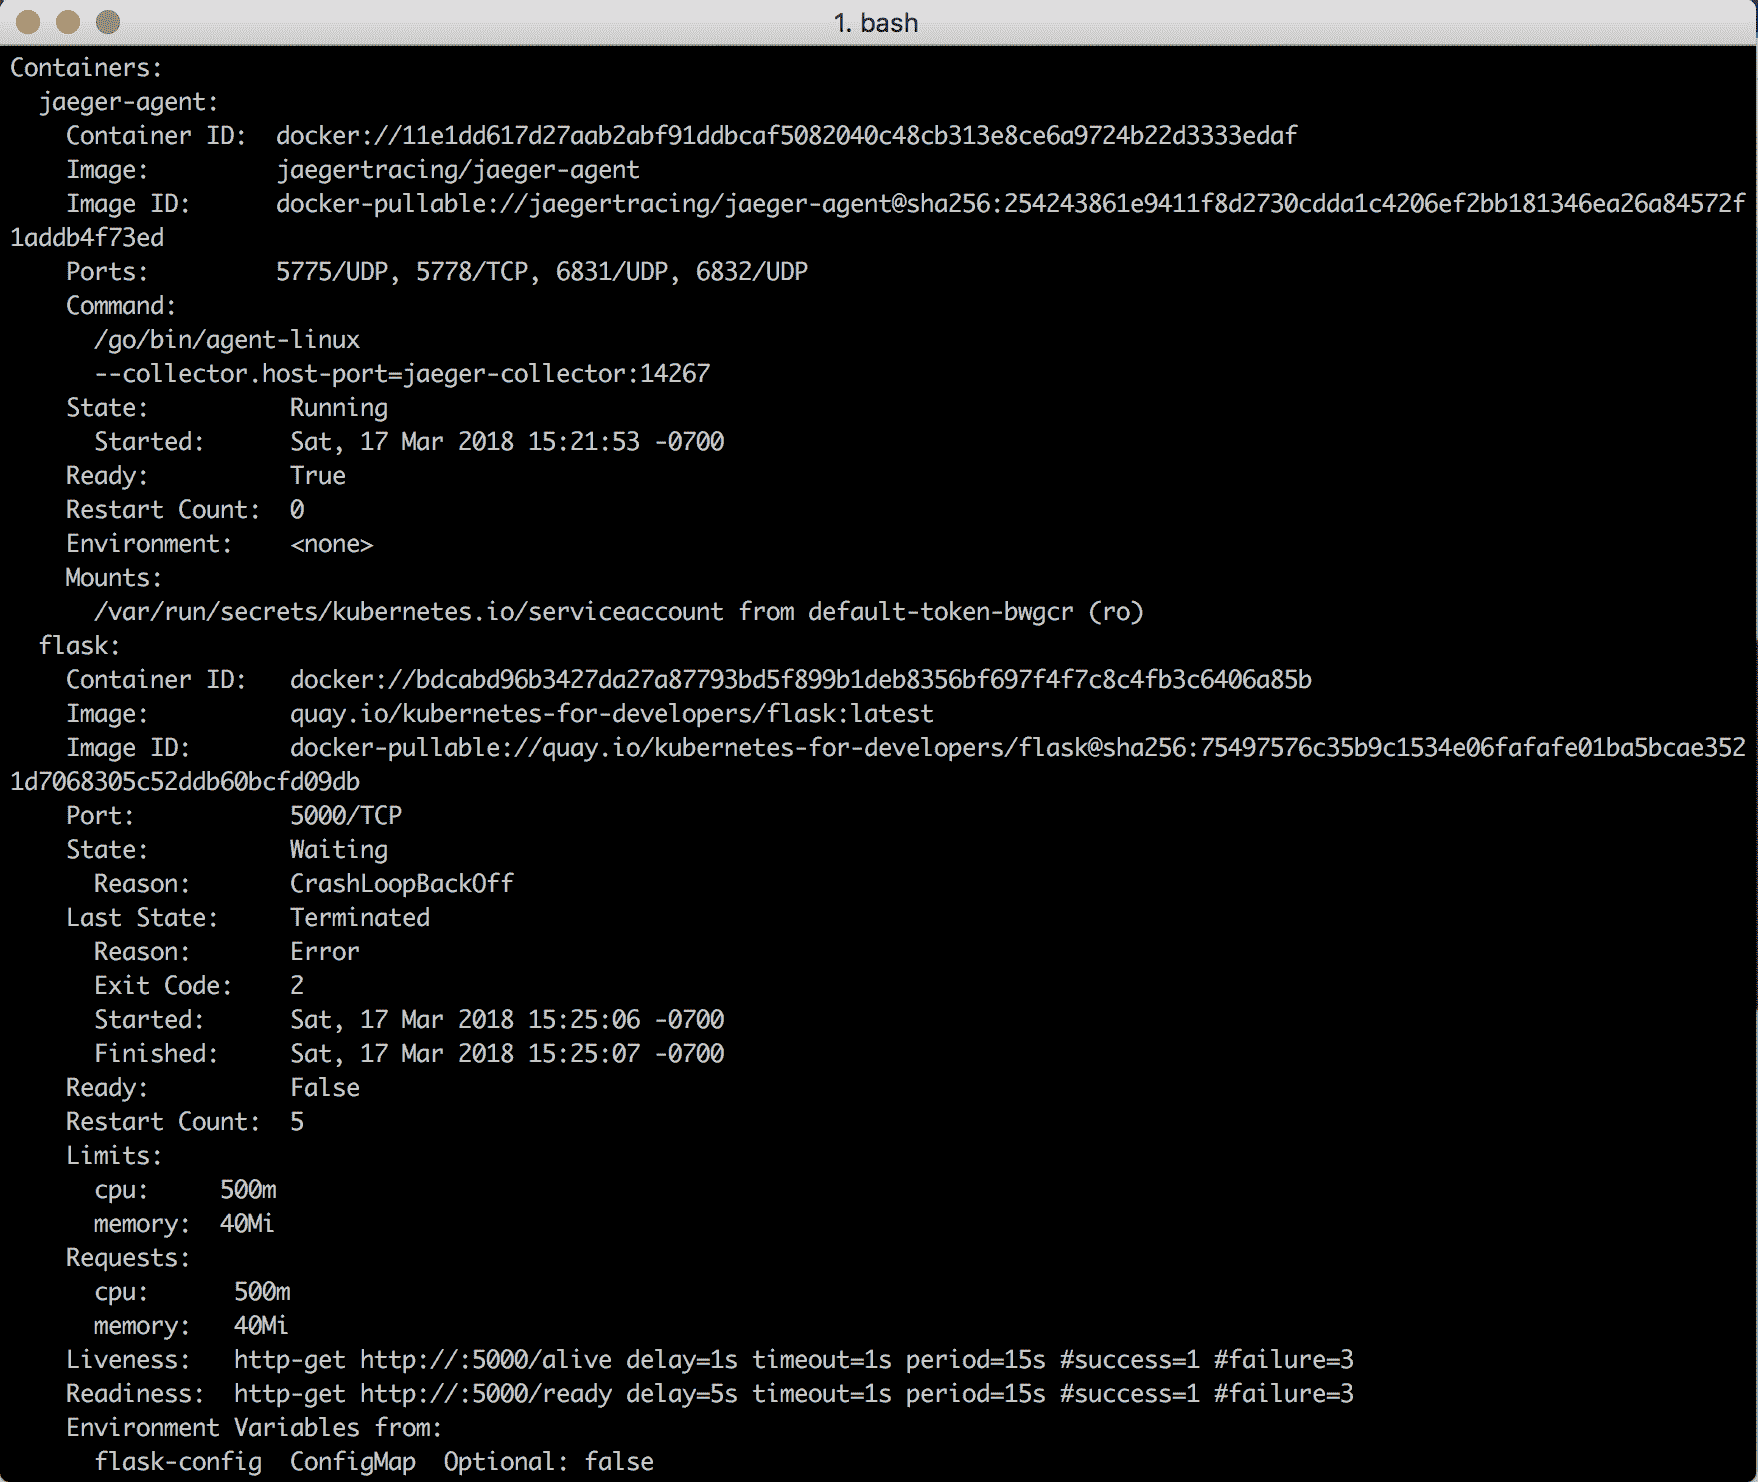 1. bash
Containers:
  jaeger-agent:
    Container ID:  docker://11e1dd617d27aab2abf91ddbcaf5082040c48cb313e8ce6a9724b22d3333edaf
    Image:         jaegertracing/jaeger-agent
    Image ID:      docker-pullable://jaegertracing/jaeger-agent@sha256:254243861e9411f8d2730cdda1c4206ef2bb181346ea26a84572f
1addb4f73ed
    Ports:         5775/UDP, 5778/TCP, 6831/UDP, 6832/UDP
    Command:
      /go/bin/agent-linux
      --collector.host-port=jaeger-collector:14267
    State:          Running
      Started:      Sat, 17 Mar 2018 15:21:53 -0700
    Ready:          True
    Restart Count:  0
    Environment:    <none>
    Mounts:
      /var/run/secrets/kubernetes.io/serviceaccount from default-token-bwgcr (ro)
  flask:
    Container ID:   docker://bdcabd96b3427da27a87793bd5f899b1deb8356bf697f4f7c8c4fb3c6406a85b
    Image:          quay.io/kubernetes-for-developers/flask:latest
    Image ID:       docker-pullable://quay.io/kubernetes-for-developers/flask@sha256:75497576c35b9c1534e06fafafe01ba5bcae352
1d7068305c52ddb60bcfd09db
    Port:           5000/TCP
    State:          Waiting
      Reason:       CrashLoopBackOff
    Last State:     Terminated
      Reason:       Error
      Exit Code:    2
      Started:      Sat, 17 Mar 2018 15:25:06 -0700
      Finished:     Sat, 17 Mar 2018 15:25:07 -0700
    Ready:          False
    Restart Count:  5
    Limits:
      cpu:     500m
      memory:  40Mi
    Requests:
      cpu:      500m
      memory:   40Mi
    Liveness:   http-get http://:5000/alive delay=1s timeout=1s period=15s #success=1 #failure=3
    Readiness:  http-get http://:5000/ready delay=5s timeout=1s period=15s #success=1 #failure=3
    Environment Variables from:
      flask-config  ConfigMap  Optional: false